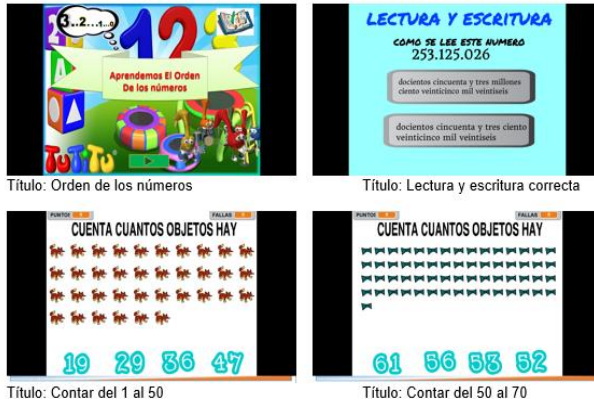 3..2...1...0
123
Aprendemos El Orden
De los números
TuTiTu
Título: Orden de los números
LECTURA Y ESCRITURA
COMO SE LEE ESTE NUMERO
253.125.026
docientos cincuenta y tres millones
ciento veinticinco mil veintiseis
docientos cincuenta y tres ciento
veinticinco mil veintiseis
Título: Lectura y escritura correcta
PUNTOS FALLAS
CUENTA CUANTOS OBJETOS HAY
19 29 36 47
Título: Contar del 1 al 50
PUNTOS FALLAS
CUENTA CUANTOS OBJETOS HAY
61 56 53 52
Título: Contar del 50 al 70